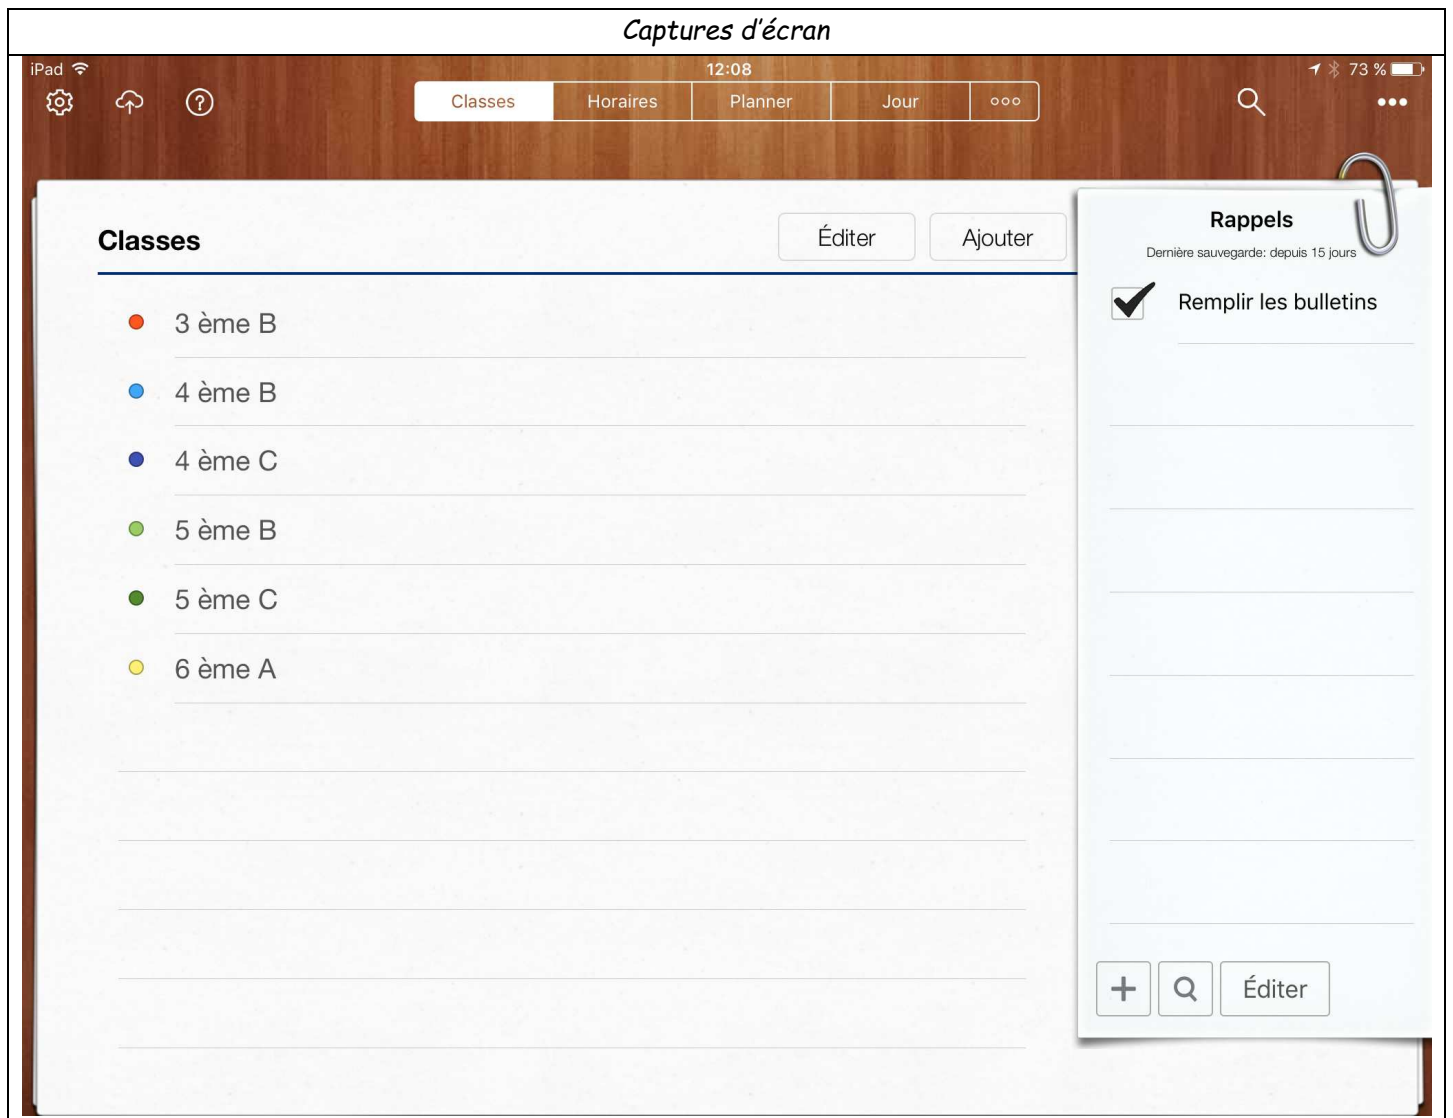 Captures d'écran
iPad 12:08 73 %
Classes Horaires Planner Jour
Classes Éditer Ajouter
3 ème B
4 ème B
4 ème C
5 ème B
5 ème C
6 ème A
Rappels
Dernière sauvegarde: depuis 15 jours
Remplir les bulletins
Éditer